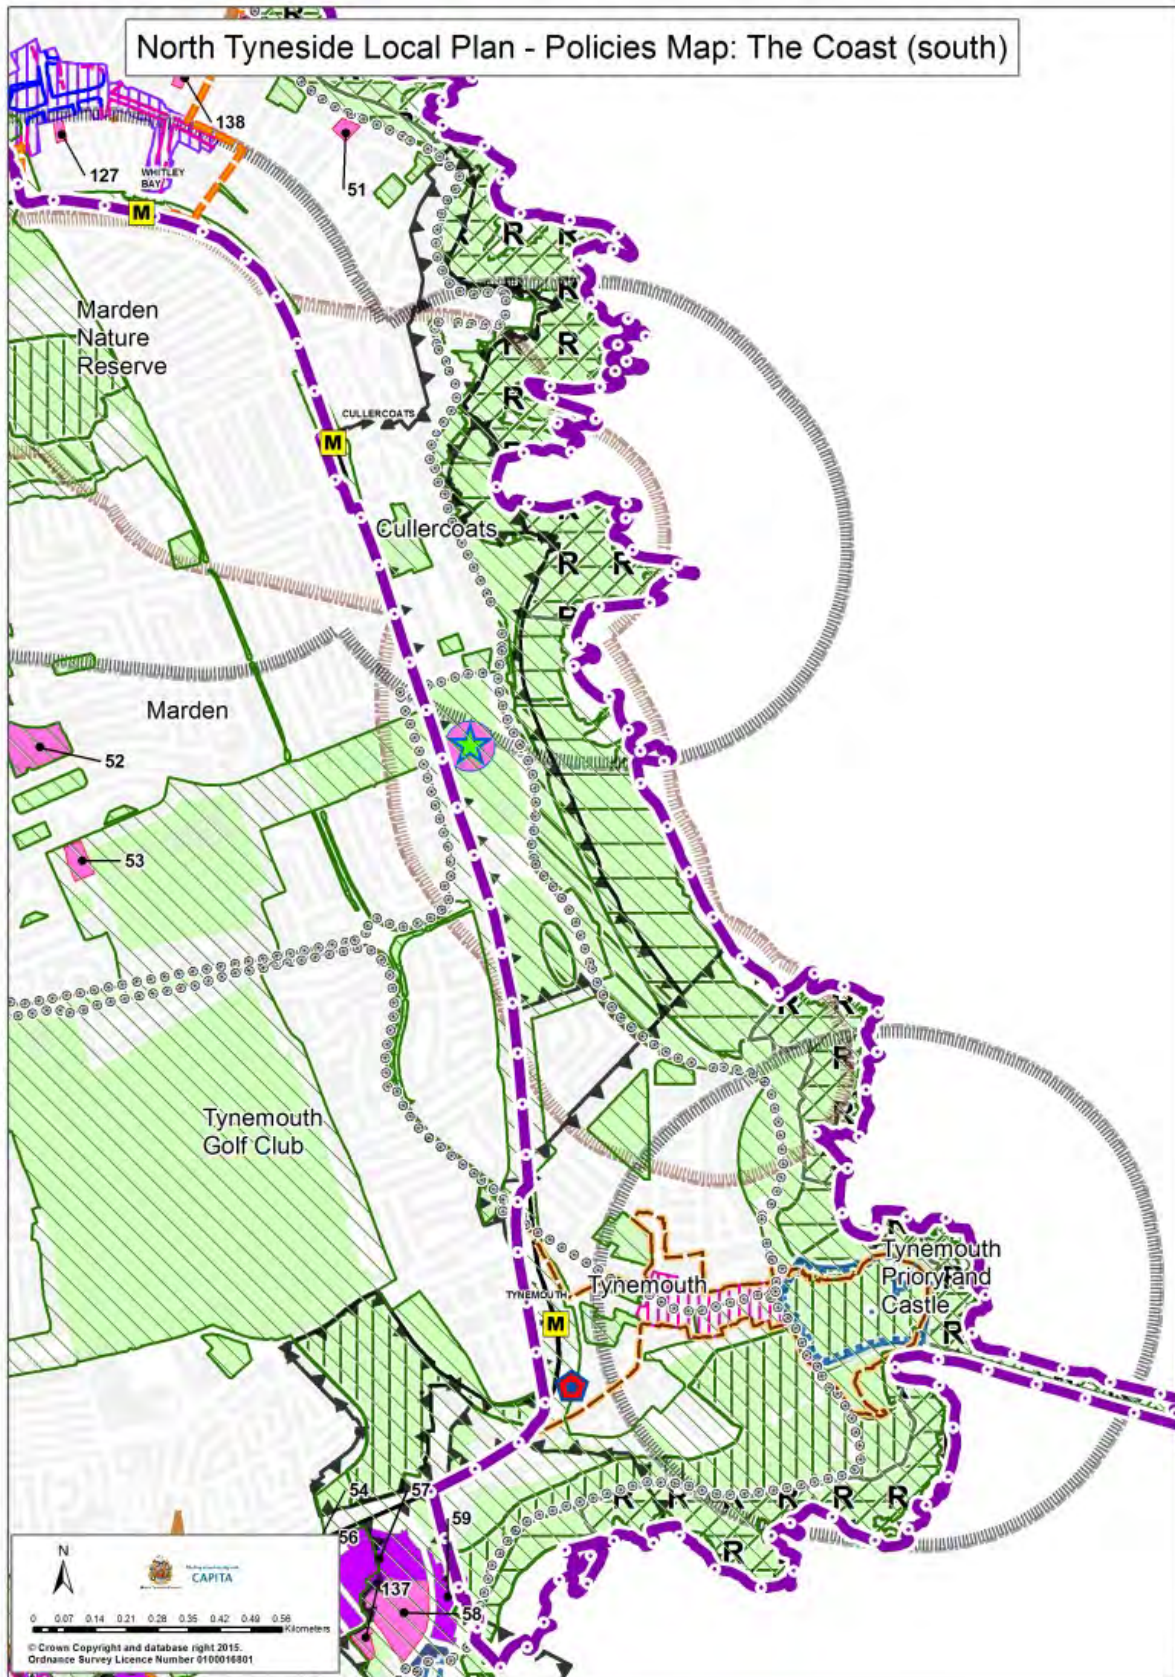 North Tyneside Local Plan - Policies Map: The Coast (south)
R
138
127
WHITLEY
BAY
51
M
R
R
R
Marden
Nature
Reserve
R
R
R
CULLERCOATS
M
Cullercoats
R
R
Marden
52
53
R
R
R
R
Tynemouth
Golf Club
Tynemouth
Priory and
Castle
R
Tynemouth
TYNEMOUTH
M
R
54
57
59
56
R
R
R
R
R
R
R
137
58
N
CAPITA
0 0.07 0.14 0.21 0.28 0.35 0.42 0.49 0.56
Kilometers
© Crown Copyright and database right 2015.
Ordnance Survey Licence Number 0100016801